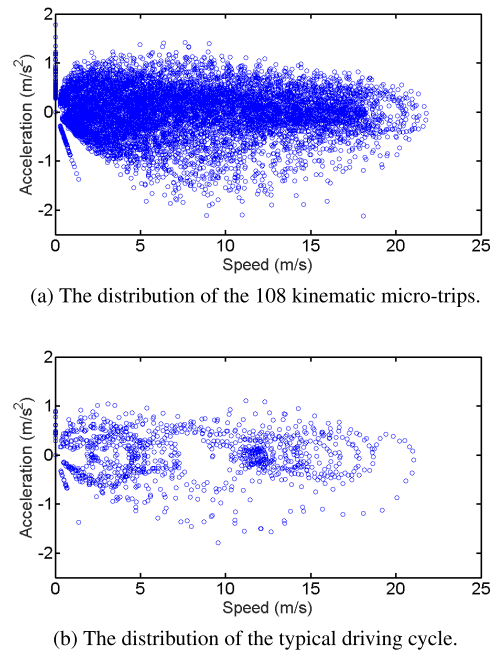 2
1
0
-1
-2
Acceleration (m/s²)
0 5 10 15 20 25
Speed (m/s)
(a) The distribution of the 108 kinematic micro-trips.
2
1
0
-1
-2
Acceleration (m/s²)
0 5 10 15 20 25
Speed (m/s)
(b) The distribution of the typical driving cycle.